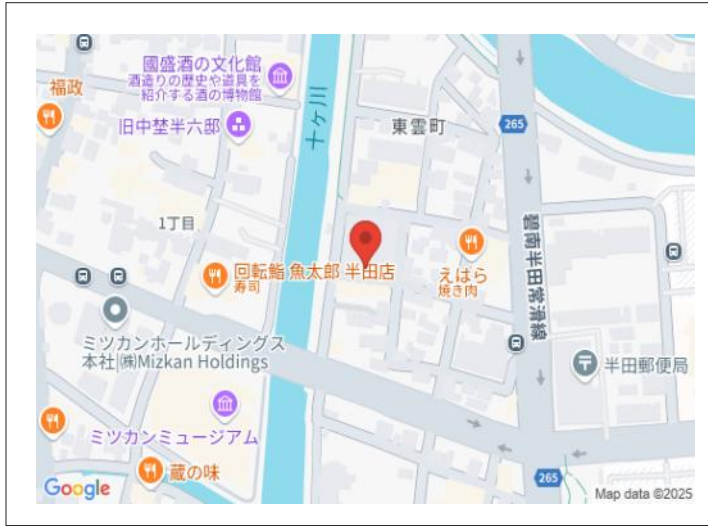 國盛酒の文化館
酒造りの歴史や道具を
紹介する酒の博物館
福政
旧中埜半六邸
十ヶ川
東雲町
265
1丁目
碧南半田常滑線
回転鮨 魚太郎 半田店
寿司
えはら
焼き肉
ミツカンホールディングス
本社 ㈱Mizkan Holdings
半田郵便局
ミツカンミュージアム
蔵の味
265
Google
Map data ©2025